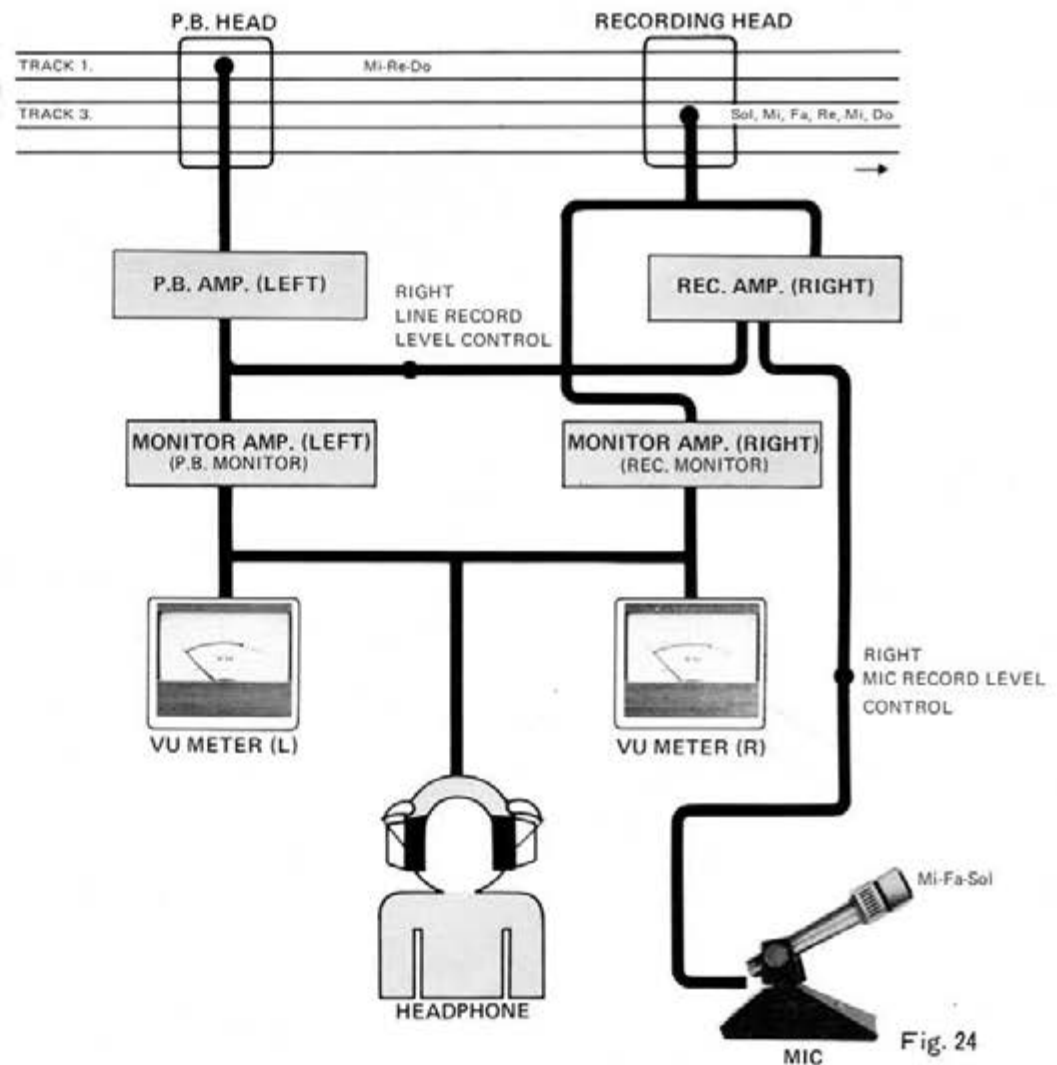 P.B. HEAD
RECORDING HEAD
TRACK 1.
Mi-Re-Do
TRACK 3.
Sol, Mi, Fa, Re, Mi, Do
P.B. AMP. (LEFT)
RIGHT
LINE RECORD
LEVEL CONTROL
REC. AMP. (RIGHT)
MONITOR AMP. (LEFT)
(P.B. MONITOR)
MONITOR AMP. (RIGHT)
(REC. MONITOR)
VU METER (L)
VU METER (R)
RIGHT
MIC RECORD LEVEL
CONTROL
Mi-Fa-Sol
HEADPHONE
MIC
Fig. 24